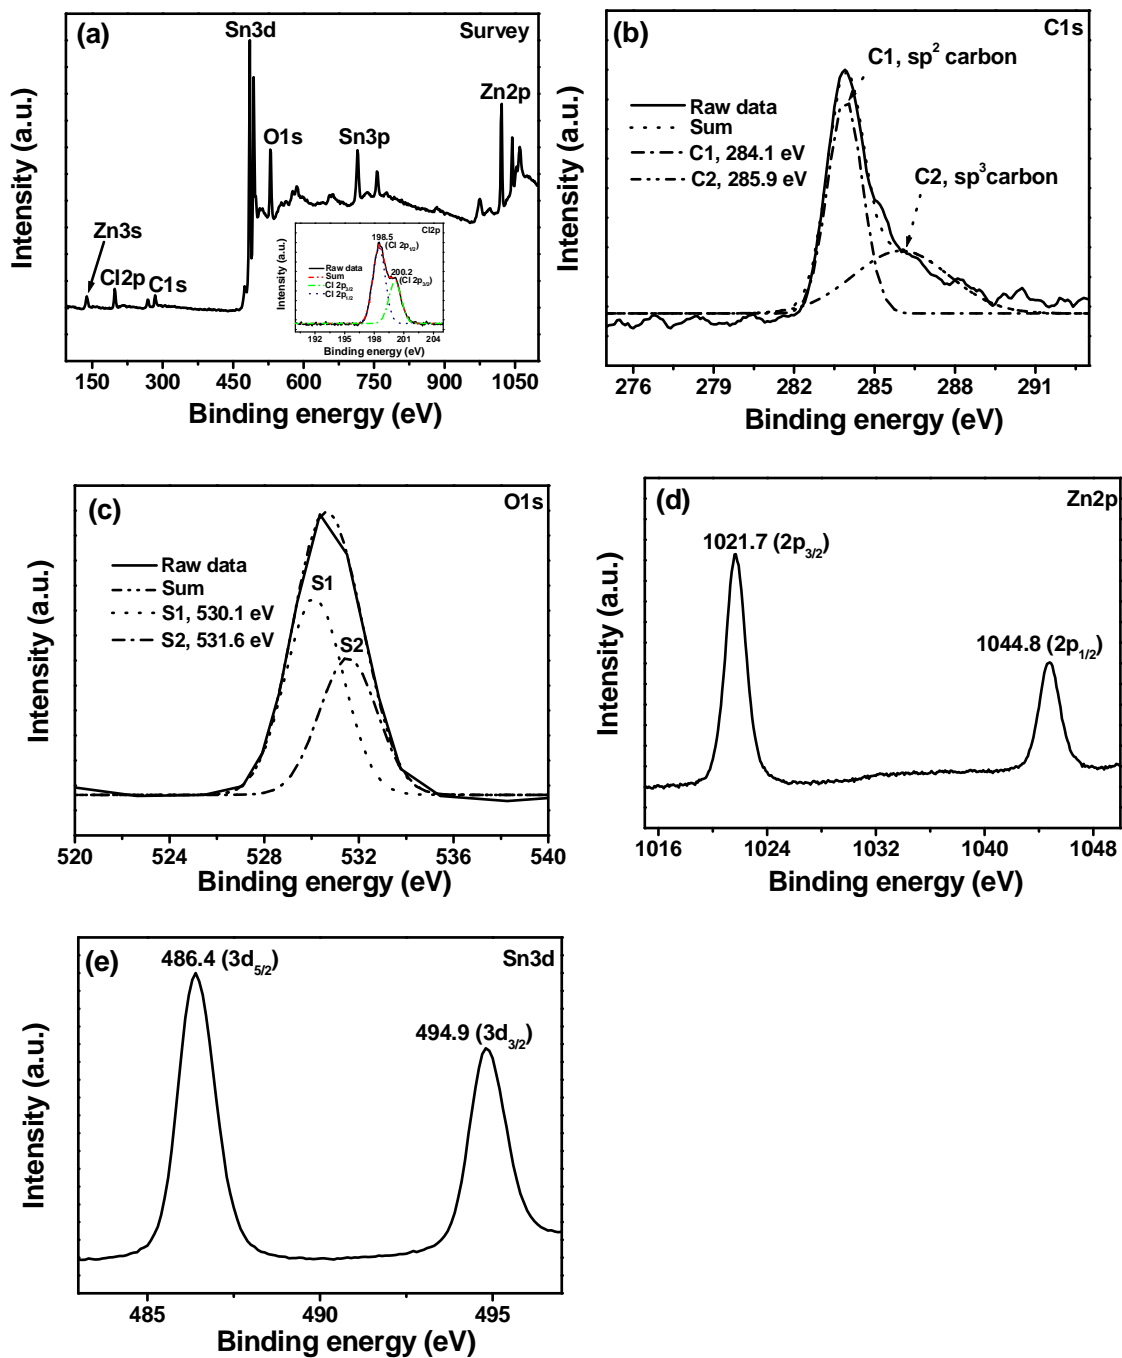 (a)
Sn3d
Survey
Zn2p
O1s
Sn3p
Zn3s
Cl2p
C1s
Cl2p
198.5
(Cl 2p1/2)
200.2
(Cl 2p3/2)
Raw data
Sum
Cl 2p3/2
Cl 2p1/2
Intensity (a.u.)
192 195 198 201 204
Binding energy (eV)
Intensity (a.u.)
150 300 450 600 750 900 1050
Binding energy (eV)
(b)
C1s
C1, sp2 carbon
Raw data
Sum
C1, 284.1 eV
C2, 285.9 eV
C2, sp3carbon
Intensity (a.u.)
276 279 282 285 288 291
Binding energy (eV)
(c)
O1s
Raw data
Sum
S1, 530.1 eV
S2, 531.6 eV
S1
S2
Intensity (a.u.)
520 524 528 532 536 540
Binding energy (eV)
(d)
Zn2p
1021.7 (2p3/2)
1044.8 (2p1/2)
Intensity (a.u.)
1016 1024 1032 1040 1048
Binding energy (eV)
(e)
486.4 (3d5/2)
Sn3d
494.9 (3d3/2)
Intensity (a.u.)
485 490 495
Binding energy (eV)